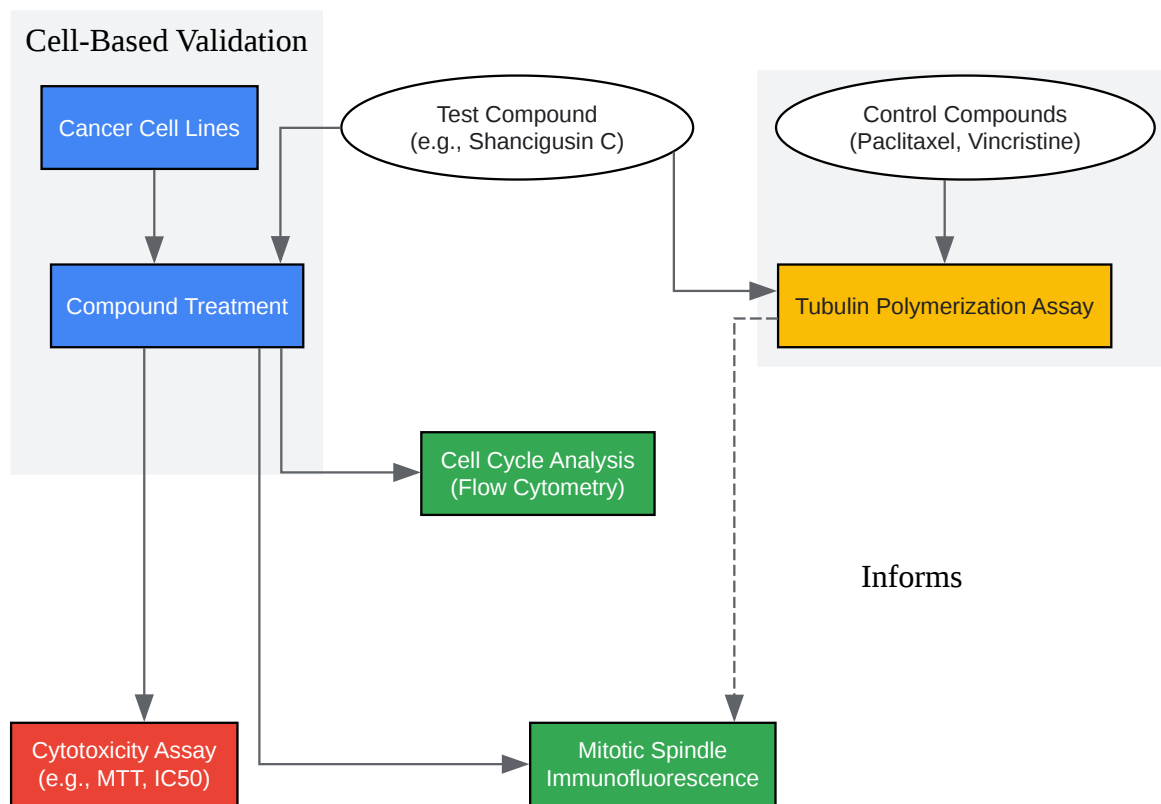 Cell-Based Validation
Cancer Cell Lines
Test Compound
(e.g., Shancigusin C)
Control Compounds
(Paclitaxel, Vincristine)
Compound Treatment
Tubulin Polymerization Assay
Cell Cycle Analysis
(Flow Cytometry)
Informs
Cytotoxicity Assay
(e.g., MTT, IC50)
Mitotic Spindle
Immunofluorescence